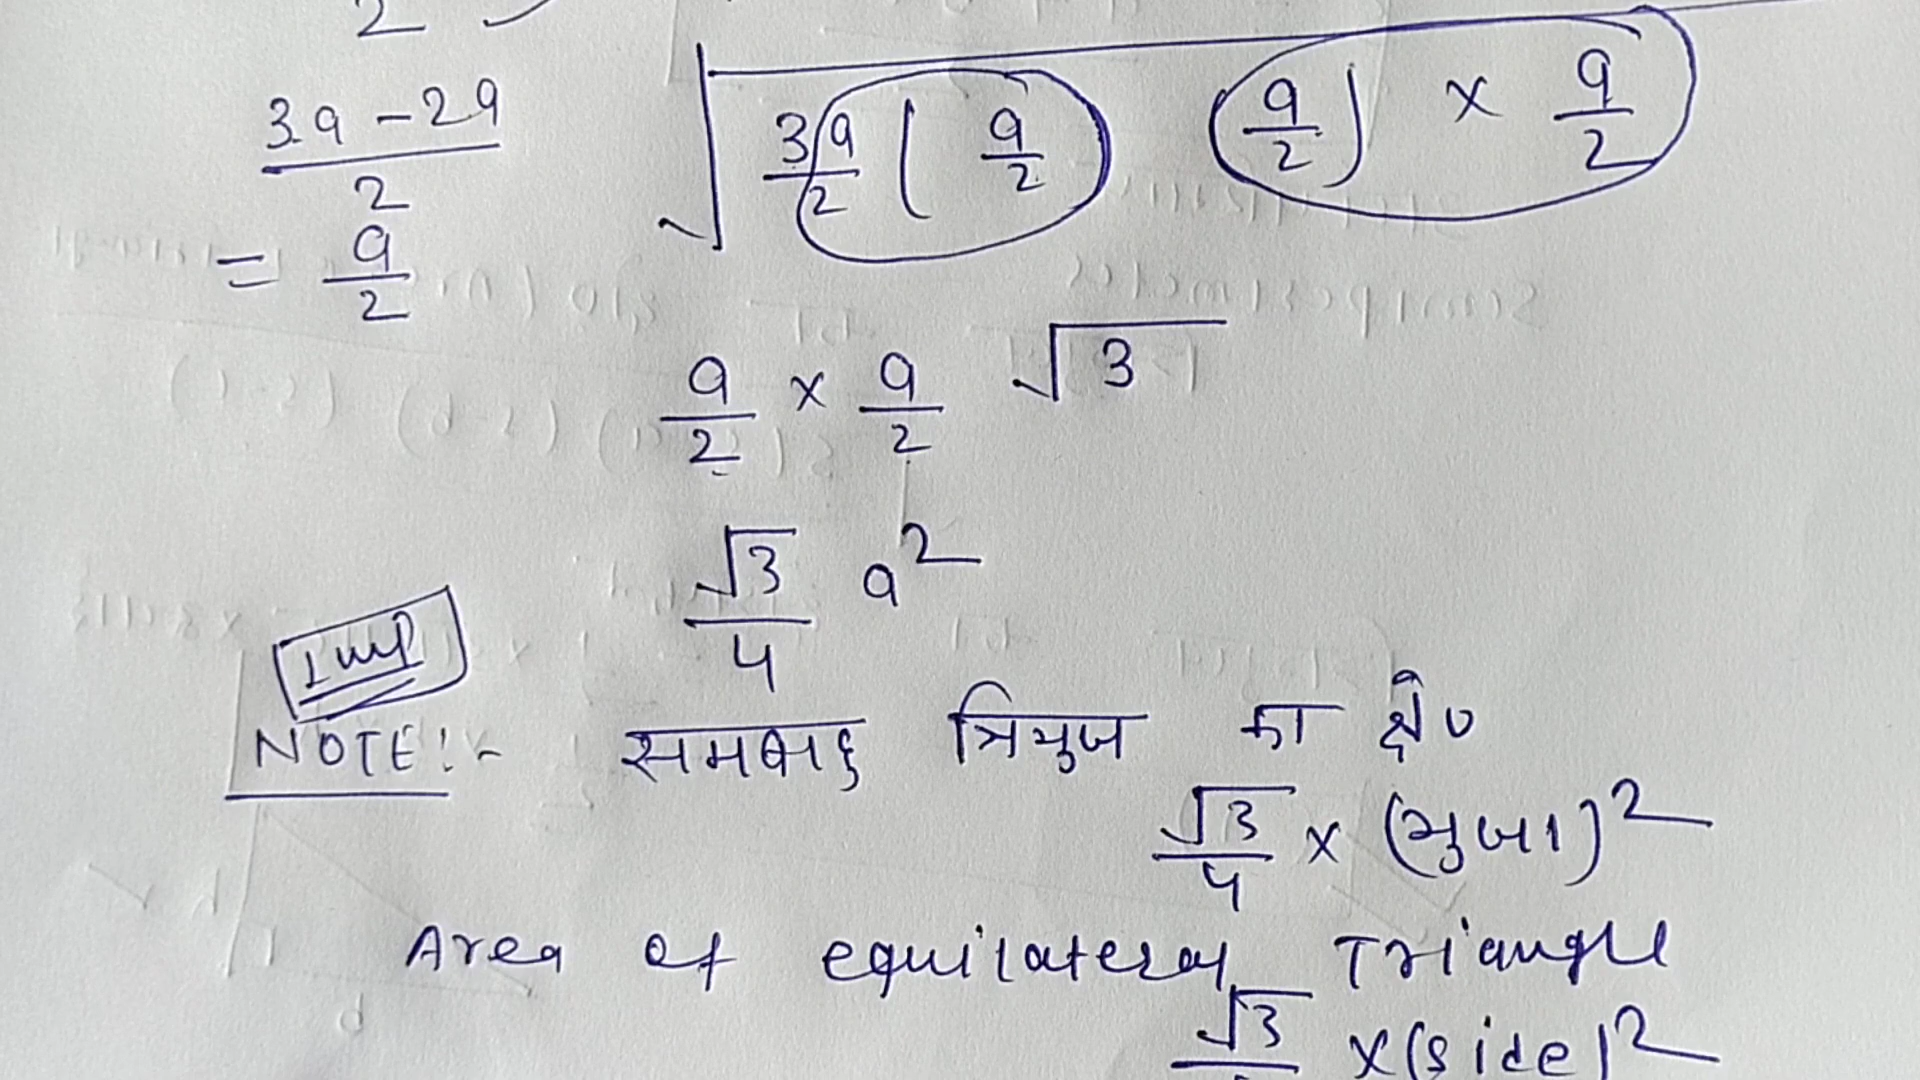 2
3a - 2a / 2
= a/2
√ 3a/2 ( a/2 a/2 ) × a/2
a/2 × a/2 √3
√3/4 a²
Imp
NOTE:- समबाहु त्रिभुज का क्षे०
√3/4 × (भुजा)²
Area of equilateral Triangle
√3 ×(side)²